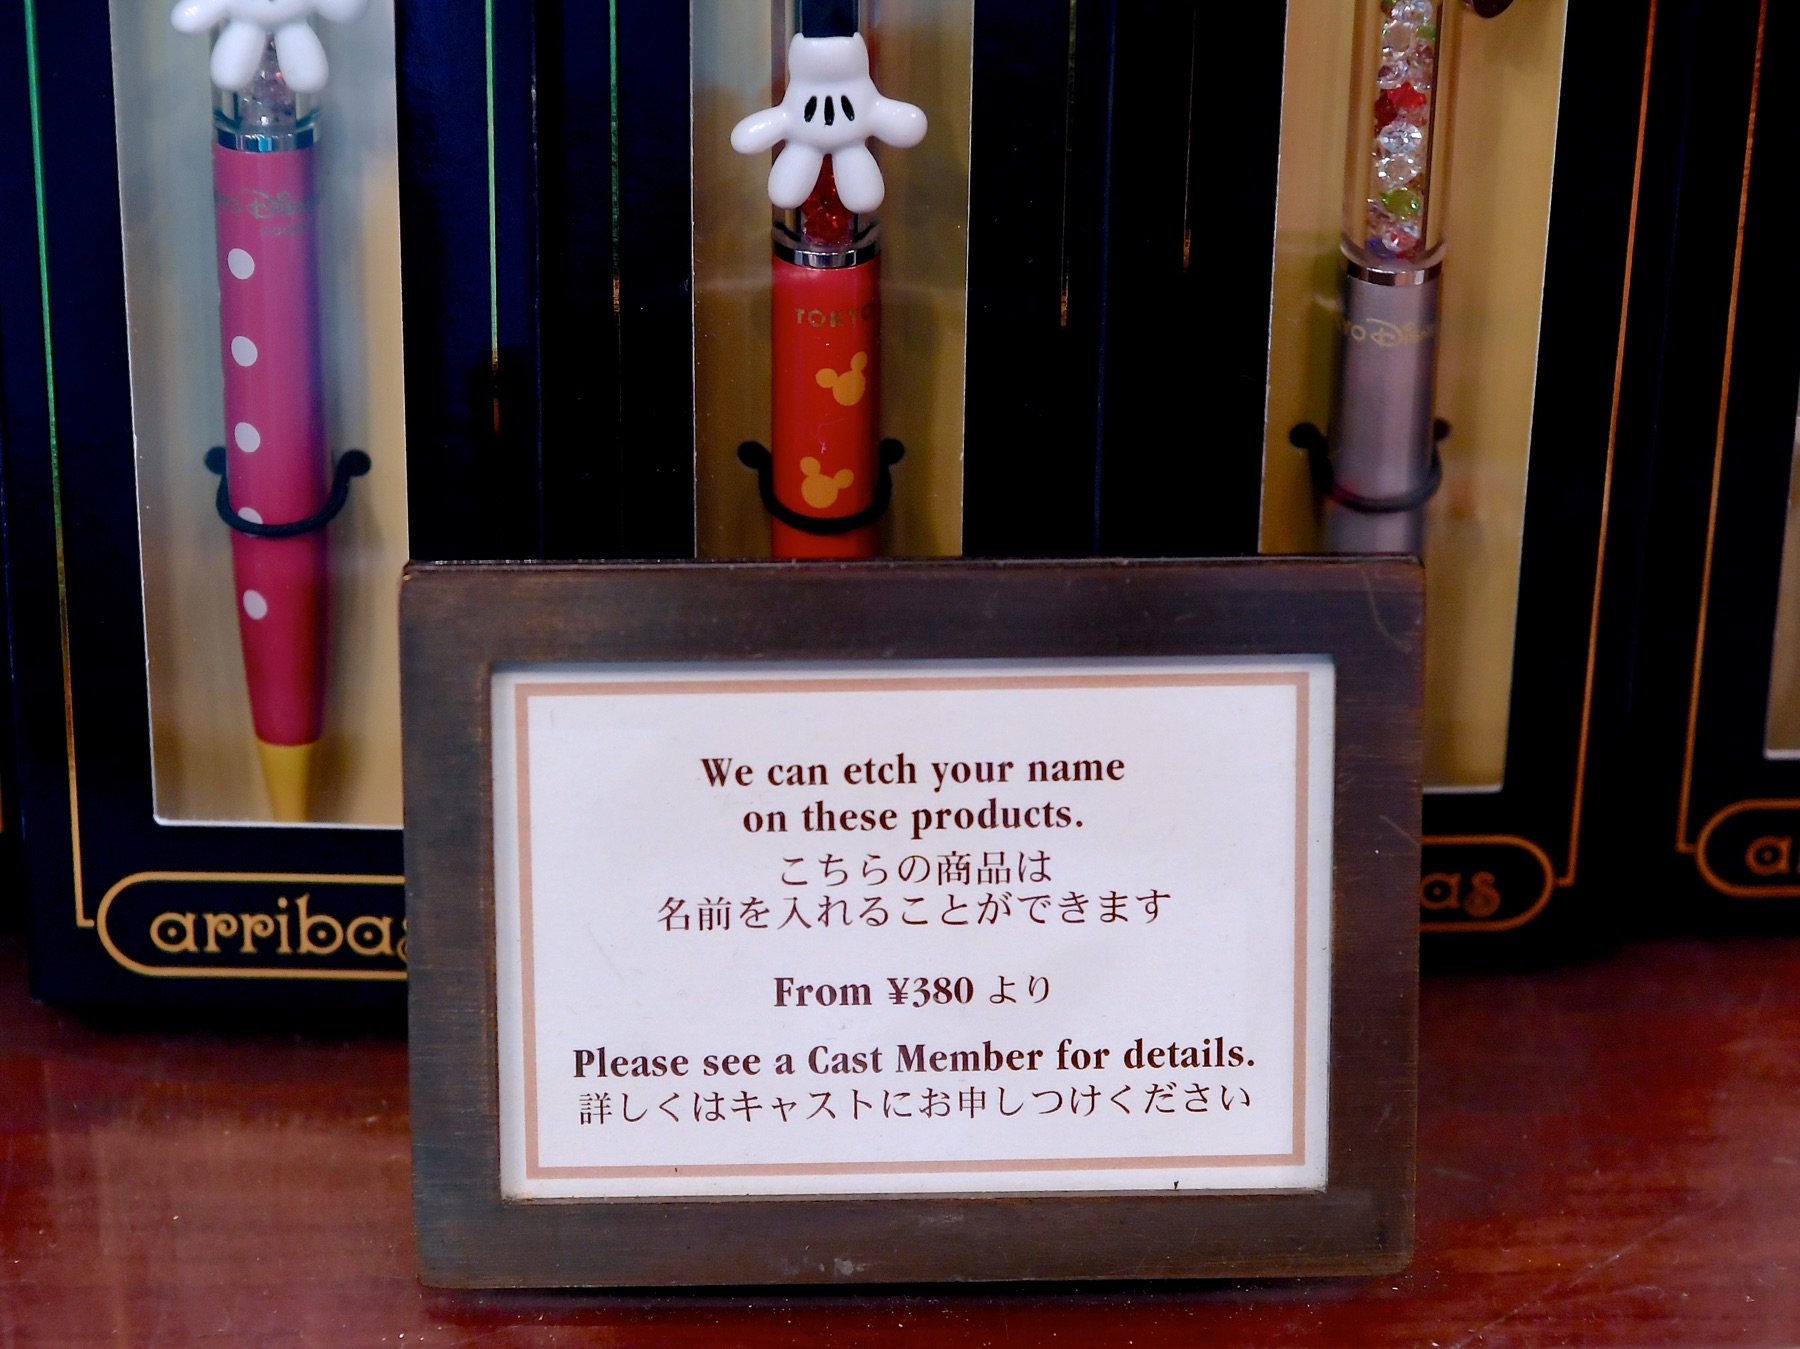 TOKYO
We can etch your name
on these products.
こちらの商品は
名前を入れることができます
From ¥380 より
Please see a Cast Member for details.
詳しくはキャストにお申しつけください
arribas